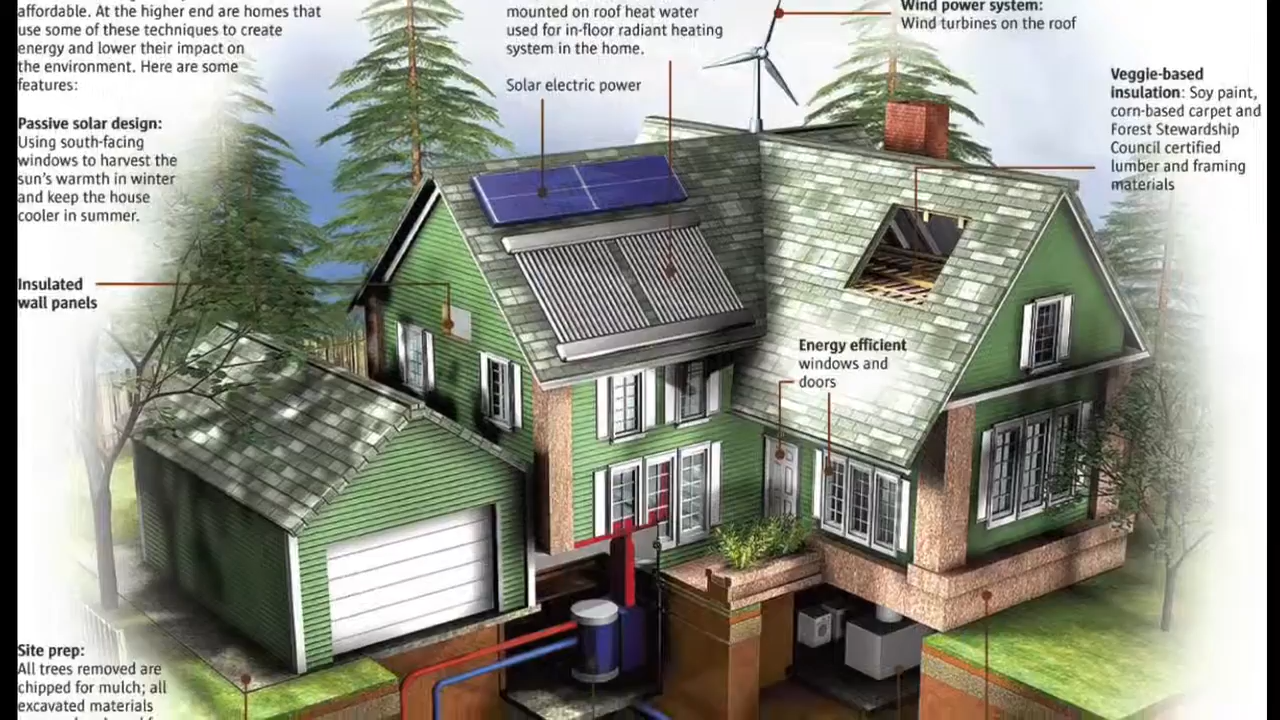 affordable. At the higher end are homes that
use some of these techniques to create
energy and lower their impact on
the environment. Here are some
features:
Passive solar design:
Using south-facing
windows to harvest the
sun's warmth in winter
and keep the house
cooler in summer.
Insulated
wall panels
Site prep:
All trees removed are
chipped for mulch; all
excavated materials
mounted on roof heat water
used for in-floor radiant heating
system in the home.
Solar electric power
Wind power system:
Wind turbines on the roof
Veggie-based
insulation: Soy paint,
corn-based carpet and
Forest Stewardship
Council certified
lumber and framing
materials
Energy efficient
windows and
doors